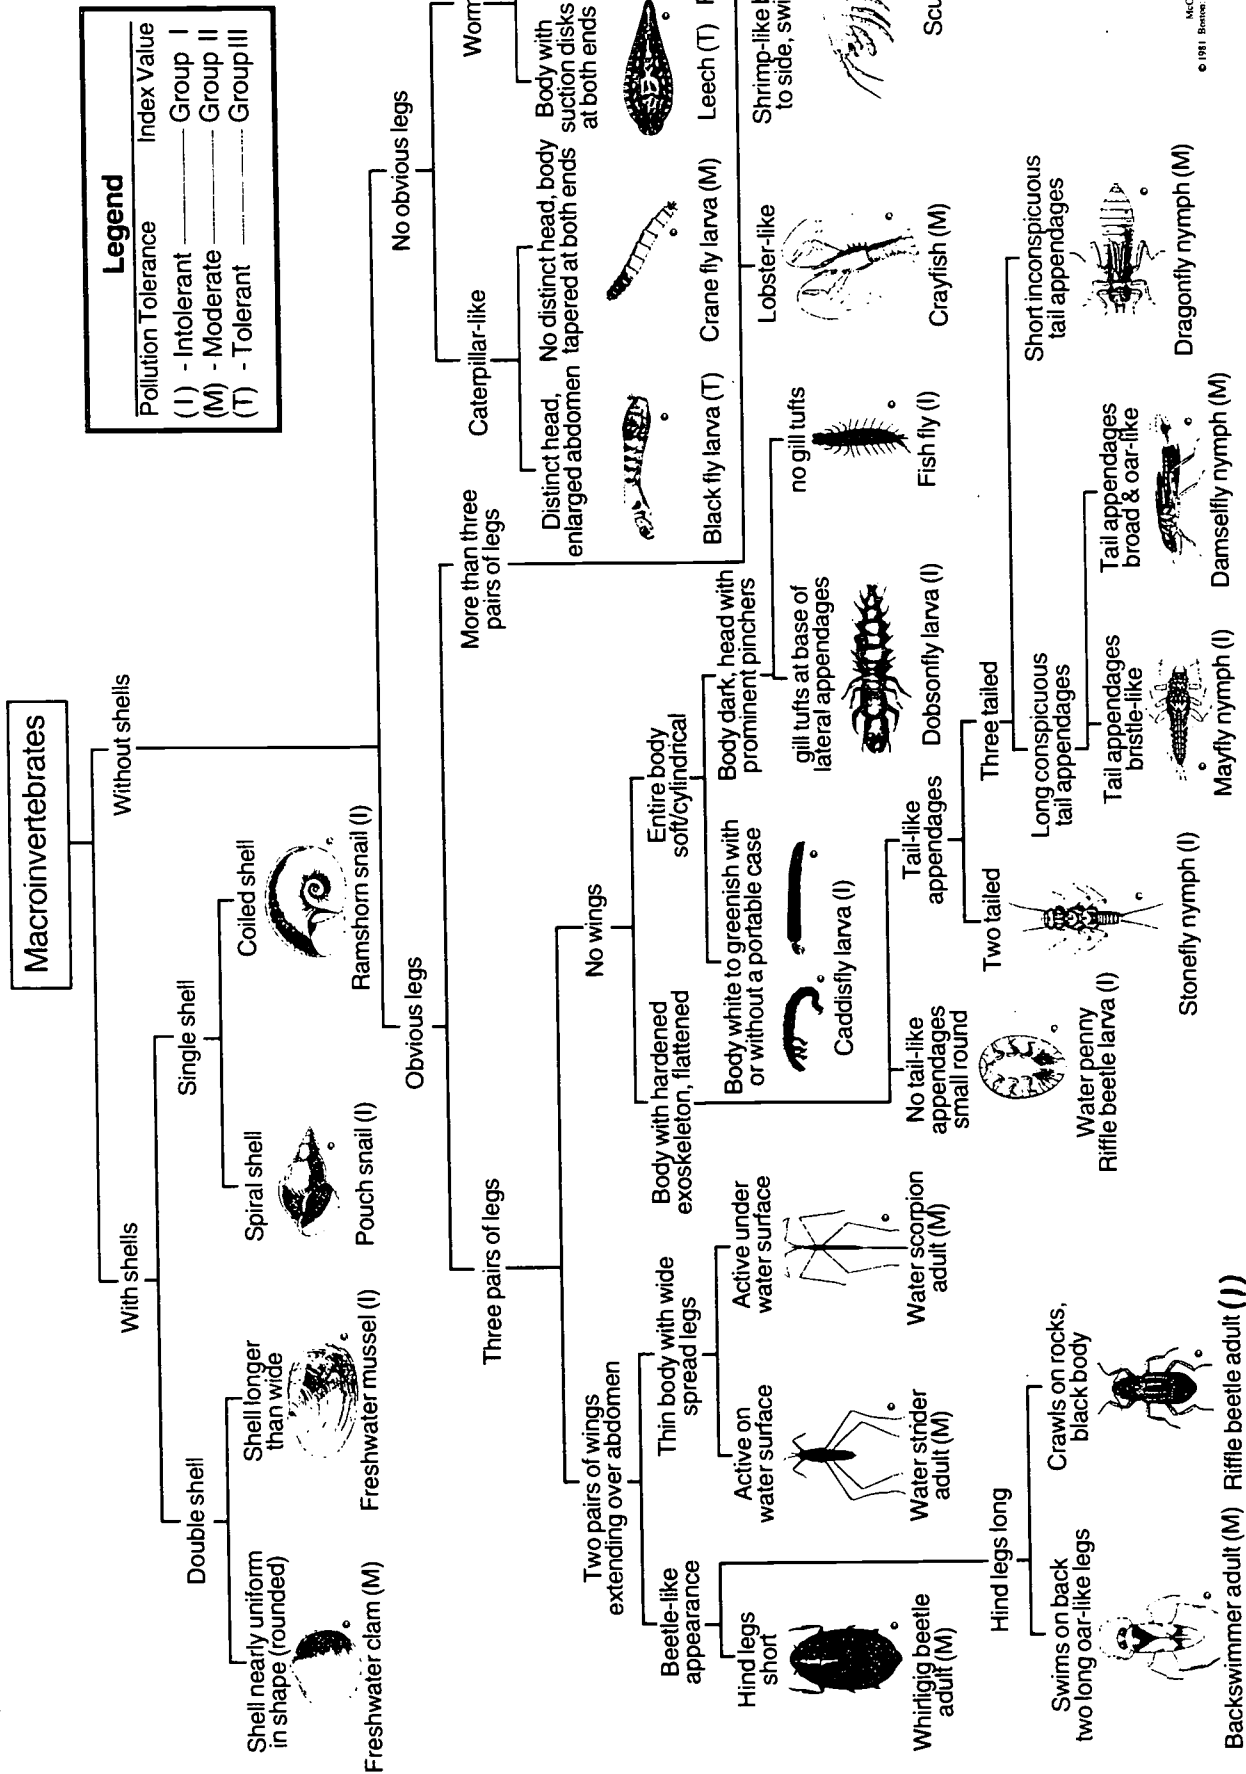 Macroinvertebrates
Legend
Pollution Tolerance Index Value
(I) - Intolerant Group I
(M) - Moderate Group II
(T) - Tolerant Group III
With shells
Without shells
Double shell
Single shell
No obvious legs
Shell nearly uniform
in shape (rounded)
Shell longer
than wide
Spiral shell
Coiled shell
Freshwater clam (M)
Freshwater mussel (I)
Pouch snail (I)
Ramshorn snail (I)
Obvious legs
Caterpillar-like
Three pairs of legs
More than three
pairs of legs
Distinct head,
enlarged abdomen
No distinct head, body
tapered at both ends
Body with
suction disks
at both ends
Black fly larva (T)
Crane fly larva (M)
Leech (T)
Two pairs of wings
extending over abdomen
No wings
Beetle-like
appearance
Thin body with wide
spread legs
Body with hardened
exoskeleton, flattened
Entire body
soft/cylindrical
Hind legs
short
Active on
water surface
Active under
water surface
Body white to greenish with
or without a portable case
Body dark, head with
prominent pinchers
Lobster-like
Shrimp-like
to side,
gill tufts at base of
lateral appendages
no gill tufts
Caddisfly larva (I)
Whirligig beetle
adult (M)
Water strider
adult (M)
Water scorpion
adult (M)
No tail-like
appendages
small round
Tail-like
appendages
Dobsonfly larva (I)
Fish fly (I)
Crayfish (M)
Hind legs long
Two tailed
Three tailed
Swims on back
two long oar-like legs
Crawls on rocks,
black body
Water penny
Riffle beetle larva (I)
Long conspicuous
tail appendages
Short inconspicuous
tail appendages
Tail appendages
bristle-like
Tail appendages
broad & oar-like
Stonefly nymph (I)
Dragonfly nymph (M)
Backswimmer adult (M)
Riffle beetle adult (I)
Mayfly nymph (I)
Damselfly nymph (M)
© 1981